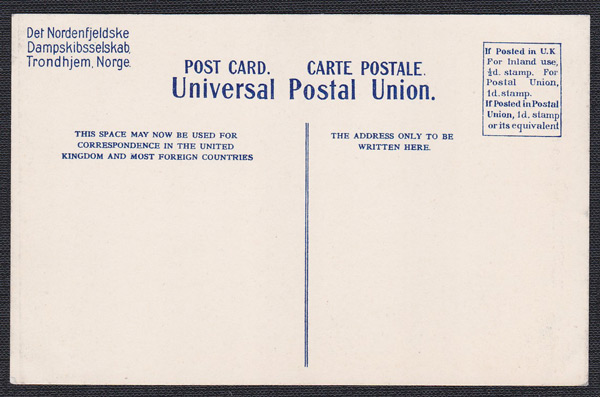 Det Nordenfjeldske
Dampskibsselskab,
Trondhjem, Norge.
POST CARD. CARTE POSTALE.
Universal Postal Union.
If Posted in U.K
For Inland use,
½d. stamp. For
Postal Union,
1d. stamp.
If Posted in Postal
Union, 1d. stamp
or its equivalent
THIS SPACE MAY NOW BE USED FOR
CORRESPONDENCE IN THE UNITED
KINGDOM AND MOST FOREIGN COUNTRIES
THE ADDRESS ONLY TO BE
WRITTEN HERE.